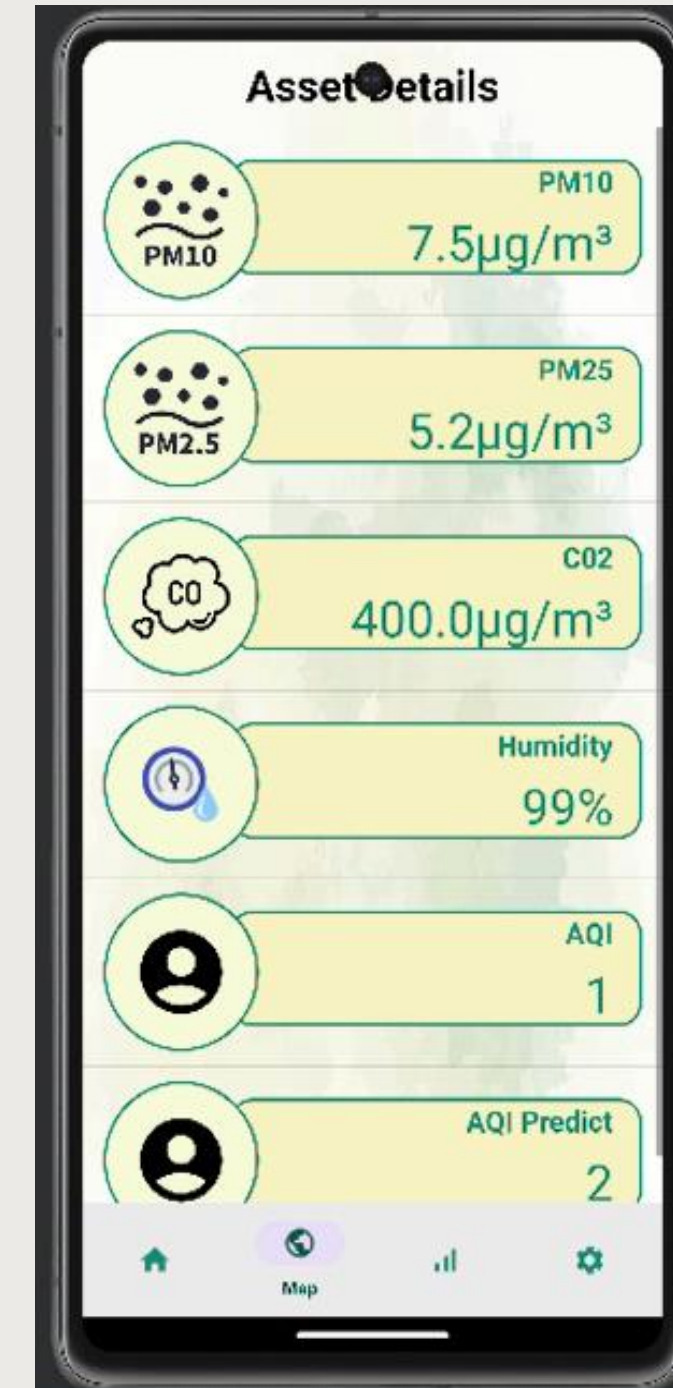 Asset Details
PM10
PM10
7.5µg/m³
PM2.5
PM25
5.2µg/m³
CO
C02
400.0µg/m³
Humidity
99%
AQI
1
AQI Predict
2
Map